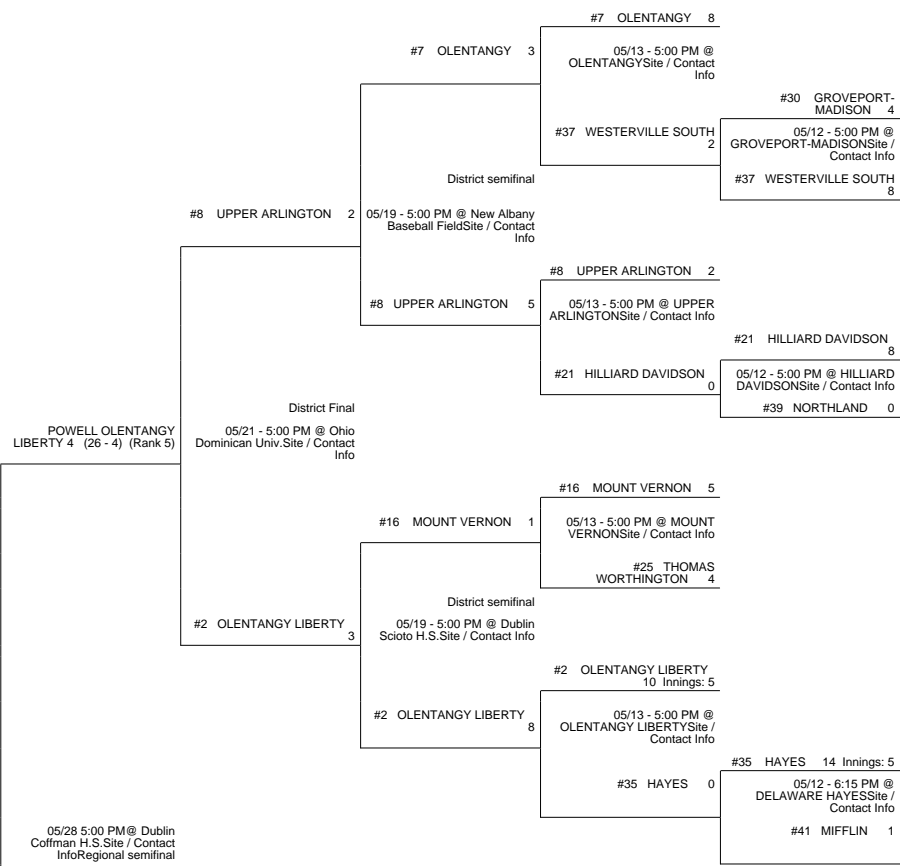 #7 OLENTANGY 8
#7 OLENTANGY 3
05/13 - 5:00 PM @
OLENTANGYSite / Contact
Info
#30 GROVEPORT-
MADISON 4
#37 WESTERVILLE SOUTH
2
05/12 - 5:00 PM @
GROVEPORT-MADISONSite /
Contact Info
District semifinal
#37 WESTERVILLE SOUTH
8
#8 UPPER ARLINGTON 2
05/19 - 5:00 PM @ New Albany
Baseball FieldSite / Contact
Info
#8 UPPER ARLINGTON 2
#8 UPPER ARLINGTON 5
05/13 - 5:00 PM @ UPPER
ARLINGTONSite / Contact Info
#21 HILLIARD DAVIDSON
8
#21 HILLIARD DAVIDSON
0
05/12 - 5:00 PM @ HILLIARD
DAVIDSONSite / Contact Info
#39 NORTHLAND 0
District Final
POWELL OLENTANGY
LIBERTY 4 (26 - 4) (Rank 5)
05/21 - 5:00 PM @ Ohio
Dominican Univ.Site / Contact
Info
#16 MOUNT VERNON 5
#16 MOUNT VERNON 1
05/13 - 5:00 PM @ MOUNT
VERNONSite / Contact Info
#25 THOMAS
WORTHINGTON 4
District semifinal
#2 OLENTANGY LIBERTY
3
05/19 - 5:00 PM @ Dublin
Scioto H.S.Site / Contact Info
#2 OLENTANGY LIBERTY
10 Innings: 5
#2 OLENTANGY LIBERTY
8
05/13 - 5:00 PM @
OLENTANGY LIBERTYSite /
Contact Info
#35 HAYES 14 Innings: 5
#35 HAYES 0
05/12 - 6:15 PM @
DELAWARE HAYESSite /
Contact Info
#41 MIFFLIN 1
05/28 5:00 PM@ Dublin
Coffman H.S.Site / Contact
InfoRegional semifinal